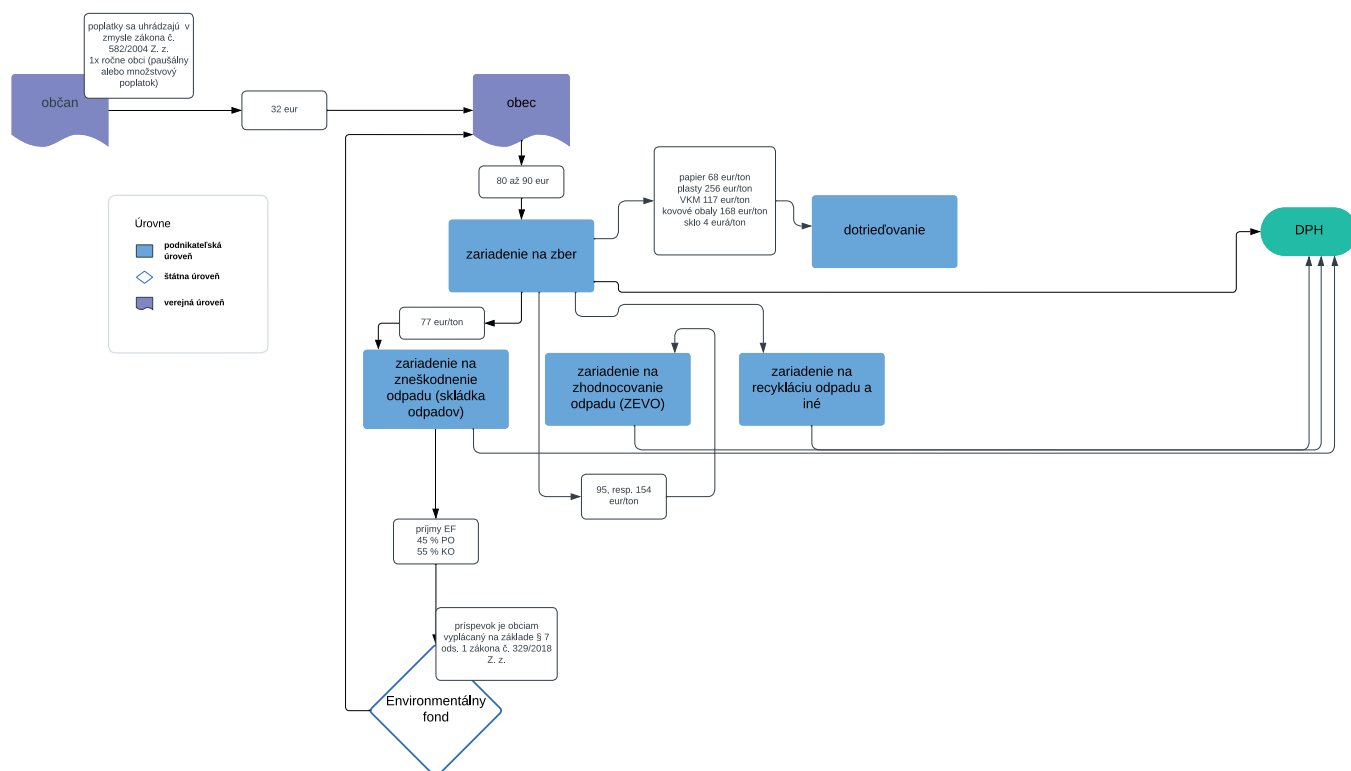 poplatky sa uhrádzajú v
zmysle zákona č.
582/2004 Z. z.
1x ročne obci (paušálny
alebo množstvový
poplatok)
občan
32 eur
obec
80 až 90 eur
papier 68 eur/ton
plasty 256 eur/ton
VKM 117 eur/ton
kovové obaly 168 eur/ton
sklo 4 eurá/ton
dotrieďovanie
DPH
Úrovne
podnikateľská
úroveň
štátna úroveň
verejná úroveň
zariadenie na zber
77 eur/ton
zariadenie na
zneškodnenie
odpadu (skládka
odpadov)
zariadenie na
zhodnocovanie
odpadu (ZEVO)
zariadenie na
recykláciu odpadu a
iné
95, resp. 154
eur/ton
príjmy EF
45 % PO
55 % KO
príspevok je obciam
vyplácaný na základe § 7
ods. 1 zákona č. 329/2018
Z. z.
Environmentálny
fond